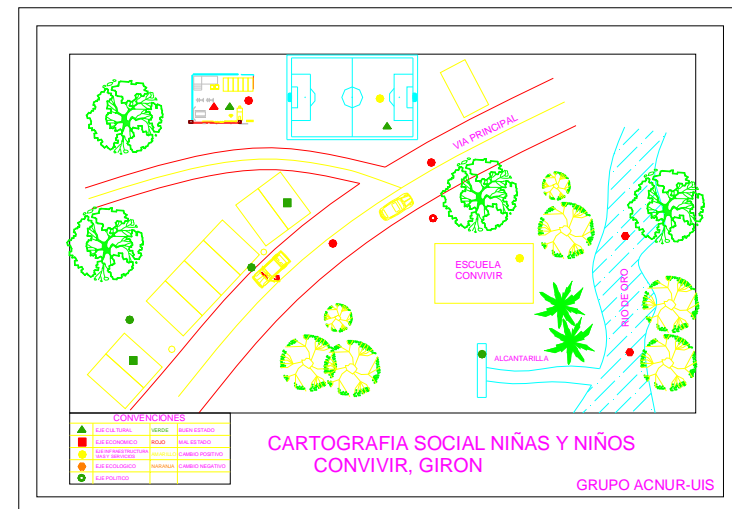 VIA PRINCIPAL
ESCUELA
CONVIVIR
RIO DE ORO
ALCANTARILLA
CONVENCIONES
EJE CULTURAL VERDE BUEN ESTADO
EJE ECONOMICO ROJO MAL ESTADO
EJE INFRAESTRUCTURA
VIAS Y SERVICIOS AMARILLO CAMBIO POSITIVO
EJE ECOLOGICO NARANJA CAMBIO NEGATIVO
EJE POLITICO
CARTOGRAFIA SOCIAL NIÑAS Y NIÑOS
CONVIVIR, GIRON
GRUPO ACNUR-UIS